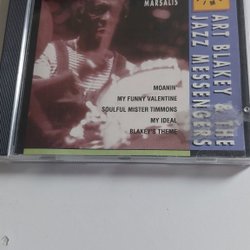 MARSALIS
ART BLAKEY & THE
JAZZ MESSENGERS
MOANIN'
MY FUNNY VALENTINE
SOULFUL MISTER TIMMONS
MY IDEAL
BLAKEY'S THEME